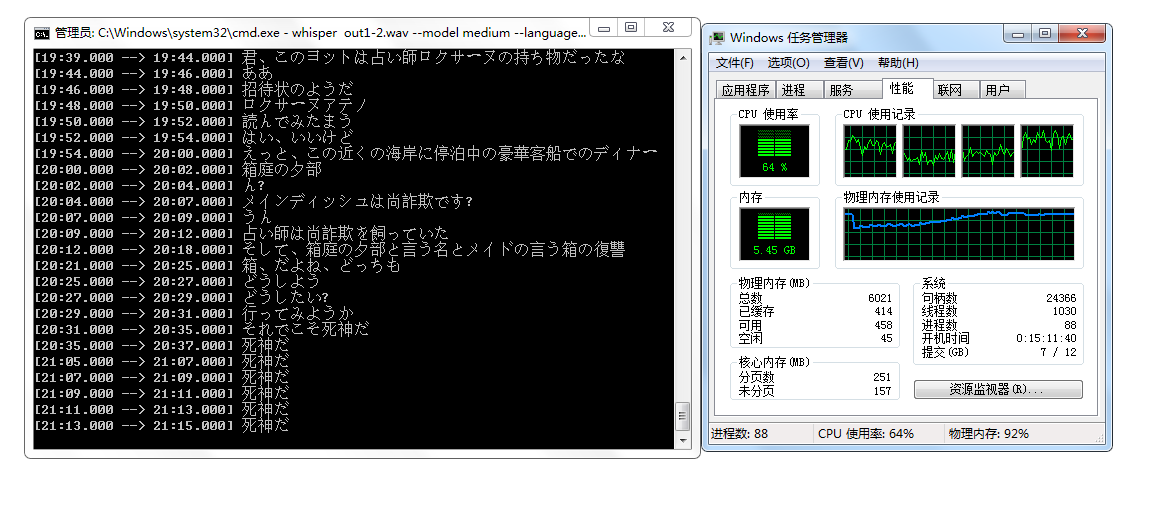 管理员: C:\Windows\system32\cmd.exe - whisper  out1-2.wav --model medium --language...
[19:39.000 --> 19:44.000] 君、このヨットは占い師ロクサーヌの持ち物だったな
[19:44.000 --> 19:46.000] ああ
[19:46.000 --> 19:48.000] 招待状のようだ
[19:48.000 --> 19:50.000] ロクサーヌアテノ
[19:50.000 --> 19:52.000] 読んでみたまう
[19:52.000 --> 19:54.000] はい、いいけど
[19:54.000 --> 20:00.000] えっと、この近くの海岸に停泊中の豪華客船でのディナー
[20:00.000 --> 20:02.000] 箱庭の夕部
[20:02.000 --> 20:04.000] ん?
[20:04.000 --> 20:07.000] メインディッシュは尚詐欺です?
[20:07.000 --> 20:09.000] うん
[20:09.000 --> 20:12.000] 占い師は尚詐欺を飼っていた
[20:12.000 --> 20:18.000] そして、箱庭の夕部と言う名とメイドの言う箱の復讐
[20:21.000 --> 20:25.000] 箱、だよね、どっちも
[20:25.000 --> 20:27.000] どうしよう
[20:27.000 --> 20:29.000] どうしたい?
[20:29.000 --> 20:31.000] 行ってみようか
[20:31.000 --> 20:35.000] それでこそ死神だ
[20:35.000 --> 20:37.000] 死神だ
[21:05.000 --> 21:07.000] 死神だ
[21:07.000 --> 21:09.000] 死神だ
[21:09.000 --> 21:11.000] 死神だ
[21:11.000 --> 21:13.000] 死神だ
[21:13.000 --> 21:15.000] 死神だ
Windows 任务管理器
文件(F) 选项(O) 查看(V) 帮助(H)
应用程序 进程 服务 性能 联网 用户
CPU 使用率 CPU 使用记录
64 %
内存 物理内存使用记录
5.45 GB
物理内存(MB)
总数 6021
已缓存 414
可用 458
空闲 45
核心内存(MB)
分页数 251
未分页 157
系统
句柄数 24366
线程数 1030
进程数 88
开机时间 0:15:11:40
提交(GB) 7 / 12
资源监视器(R)...
进程数: 88 CPU 使用率: 64% 物理内存: 92%